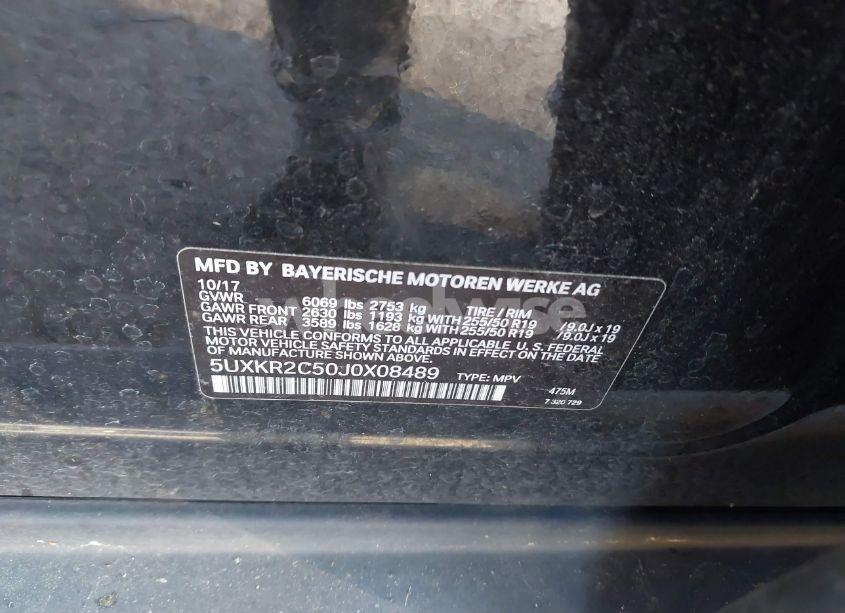 MFD BY BAYERISCHE MOTOREN WERKE AG
10/17
GVWR 6069 lbs 2753 kg TIRE / RIM
GAWR FRONT 2630 lbs 1193 kg WITH 255/50 R19 / 9.0J x 19
GAWR REAR 3589 lbs 1628 kg WITH 255/50 R19 / 9.0J x 19
THIS VEHICLE CONFORMS TO ALL APPLICABLE U.S. FEDERAL
MOTOR VEHICLE SAFETY STANDARDS IN EFFECT ON THE DATE OF
MANUFACTURE SHOWN ABOVE.
5UXKR2C50J0X08489 TYPE: MPV 475M
7 320 729